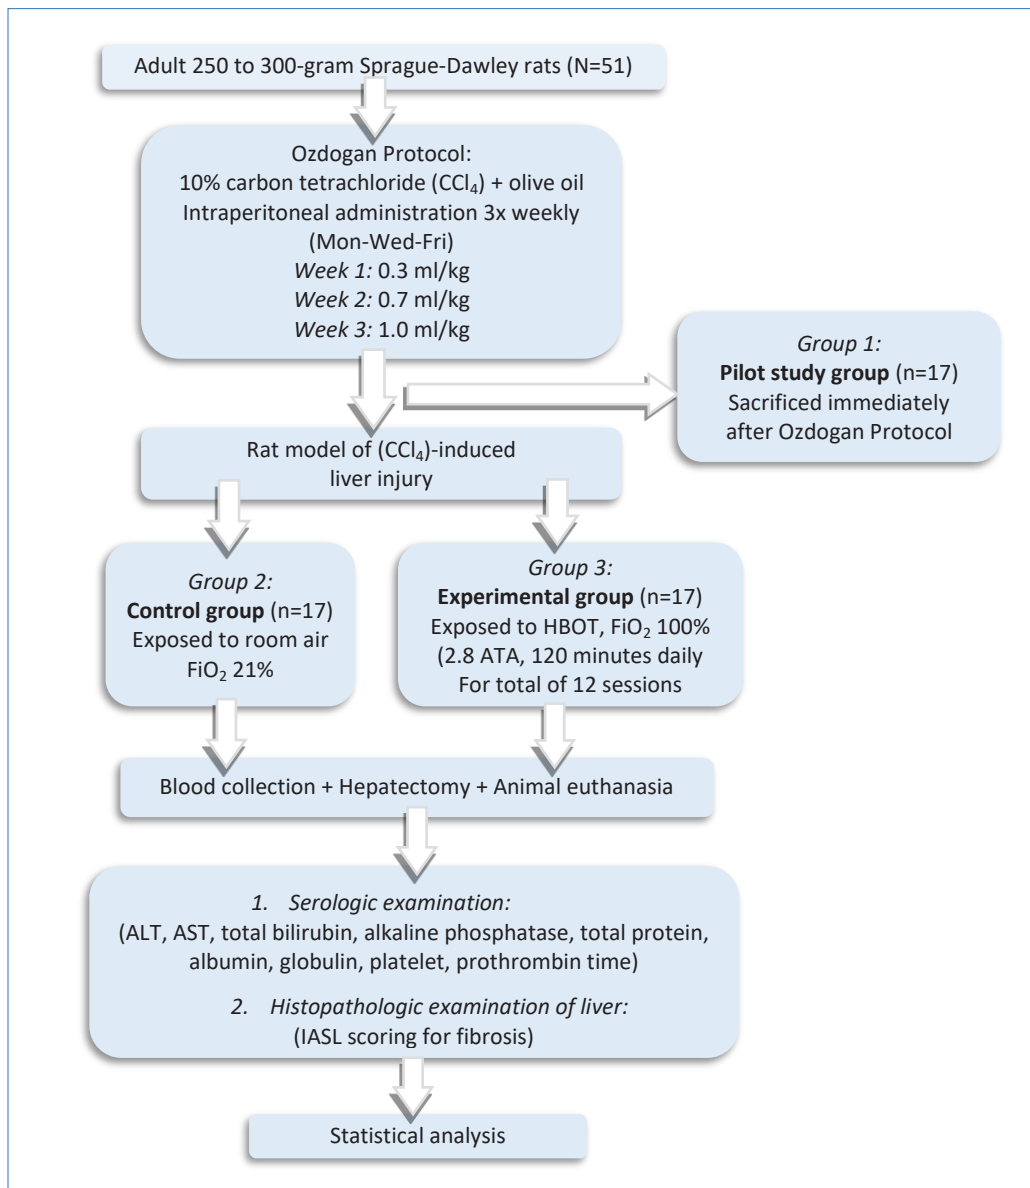 Adult 250 to 300-gram Sprague-Dawley rats (N=51)
Ozdogan Protocol:
10% carbon tetrachloride (CCl₄) + olive oil
Intraperitoneal administration 3x weekly
(Mon-Wed-Fri)
Week 1: 0.3 ml/kg
Week 2: 0.7 ml/kg
Week 3: 1.0 ml/kg
Group 1:
Pilot study group (n=17)
Sacrificed immediately
after Ozdogan Protocol
Rat model of (CCl₄)-induced
liver injury
Group 2:
Control group (n=17)
Exposed to room air
FiO₂ 21%
Group 3:
Experimental group (n=17)
Exposed to HBOT, FiO₂ 100%
(2.8 ATA, 120 minutes daily
For total of 12 sessions
Blood collection + Hepatectomy + Animal euthanasia
1. Serologic examination:
(ALT, AST, total bilirubin, alkaline phosphatase, total protein,
albumin, globulin, platelet, prothrombin time)
2. Histopathologic examination of liver:
(IASL scoring for fibrosis)
Statistical analysis